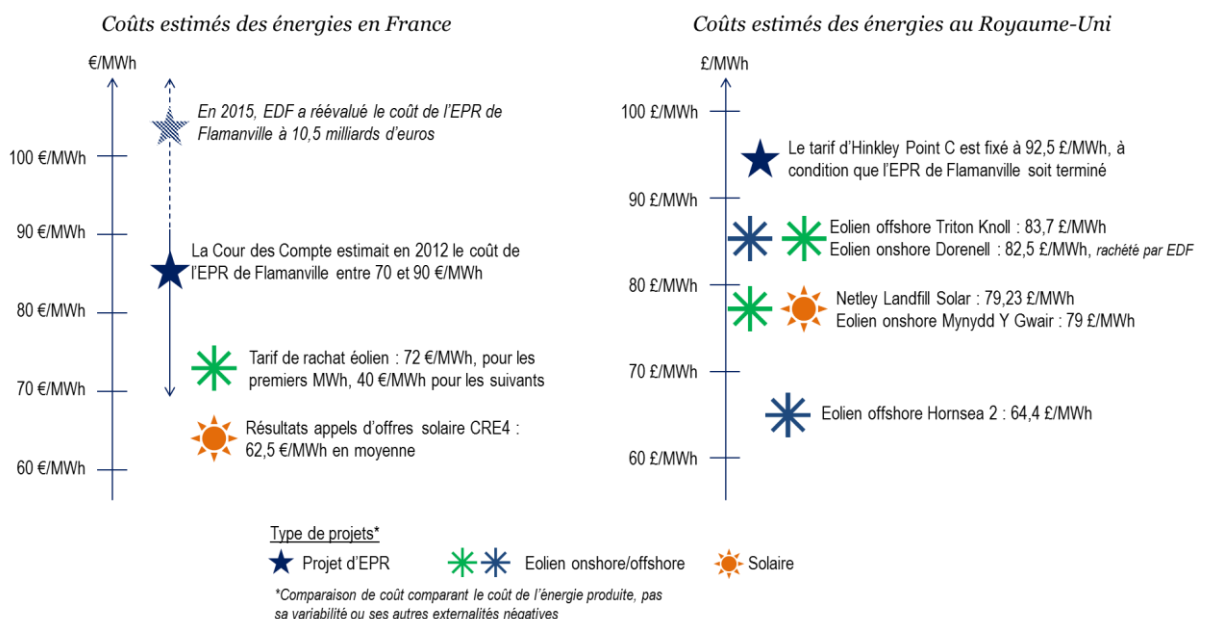 Coûts estimés des énergies en France
€/MWh
En 2015, EDF a réévalué le coût de l'EPR de
Flamanville à 10,5 milliards d'euros
100 €/MWh
90 €/MWh
La Cour des Compte estimait en 2012 le coût de
l'EPR de Flamanville entre 70 et 90 €/MWh
80 €/MWh
Tarif de rachat éolien : 72 €/MWh, pour les
premiers MWh, 40 €/MWh pour les suivants
70 €/MWh
Résultats appels d'offres solaire CRE4 :
62,5 €/MWh en moyenne
60 €/MWh
Coûts estimés des énergies au Royaume-Uni
£/MWh
100 £/MWh
Le tarif d'Hinkley Point C est fixé à 92,5 £/MWh, à
condition que l'EPR de Flamanville soit terminé
90 £/MWh
Eolien offshore Triton Knoll : 83,7 £/MWh
Eolien onshore Dorenell : 82,5 £/MWh, rachété par EDF
80 £/MWh
Netley Landfill Solar : 79,23 £/MWh
Eolien onshore Mynydd Y Gwair : 79 £/MWh
70 £/MWh
Eolien offshore Hornsea 2 : 64,4 £/MWh
60 £/MWh
Type de projets*
Projet d'EPR
Eolien onshore/offshore
Solaire
*Comparaison de coût comparant le coût de l'énergie produite, pas
sa variabilité ou ses autres externalités négatives